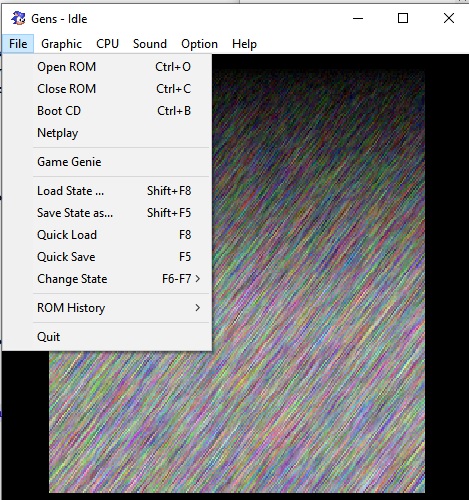 Gens - Idle
File Graphic CPU Sound Option Help
Open ROM Ctrl+O
Close ROM Ctrl+C
Boot CD Ctrl+B
Netplay
Game Genie
Load State ... Shift+F8
Save State as... Shift+F5
Quick Load F8
Quick Save F5
Change State F6-F7
ROM History
Quit